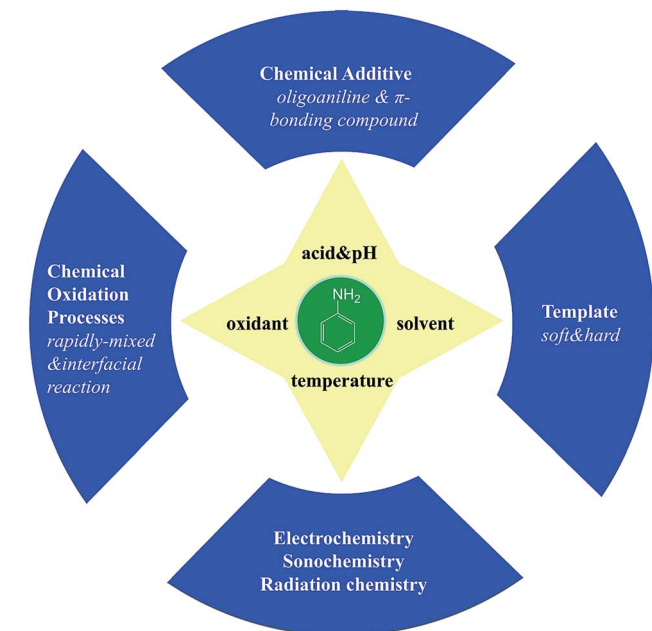 Chemical Additive
oligoaniline & π-
bonding compound
acid&pH
Chemical
Oxidation
Processes
rapidly-mixed
&interfacial
reaction
oxidant
NH₂
solvent
Template
soft&hard
temperature
Electrochemistry
Sonochemistry
Radiation chemistry